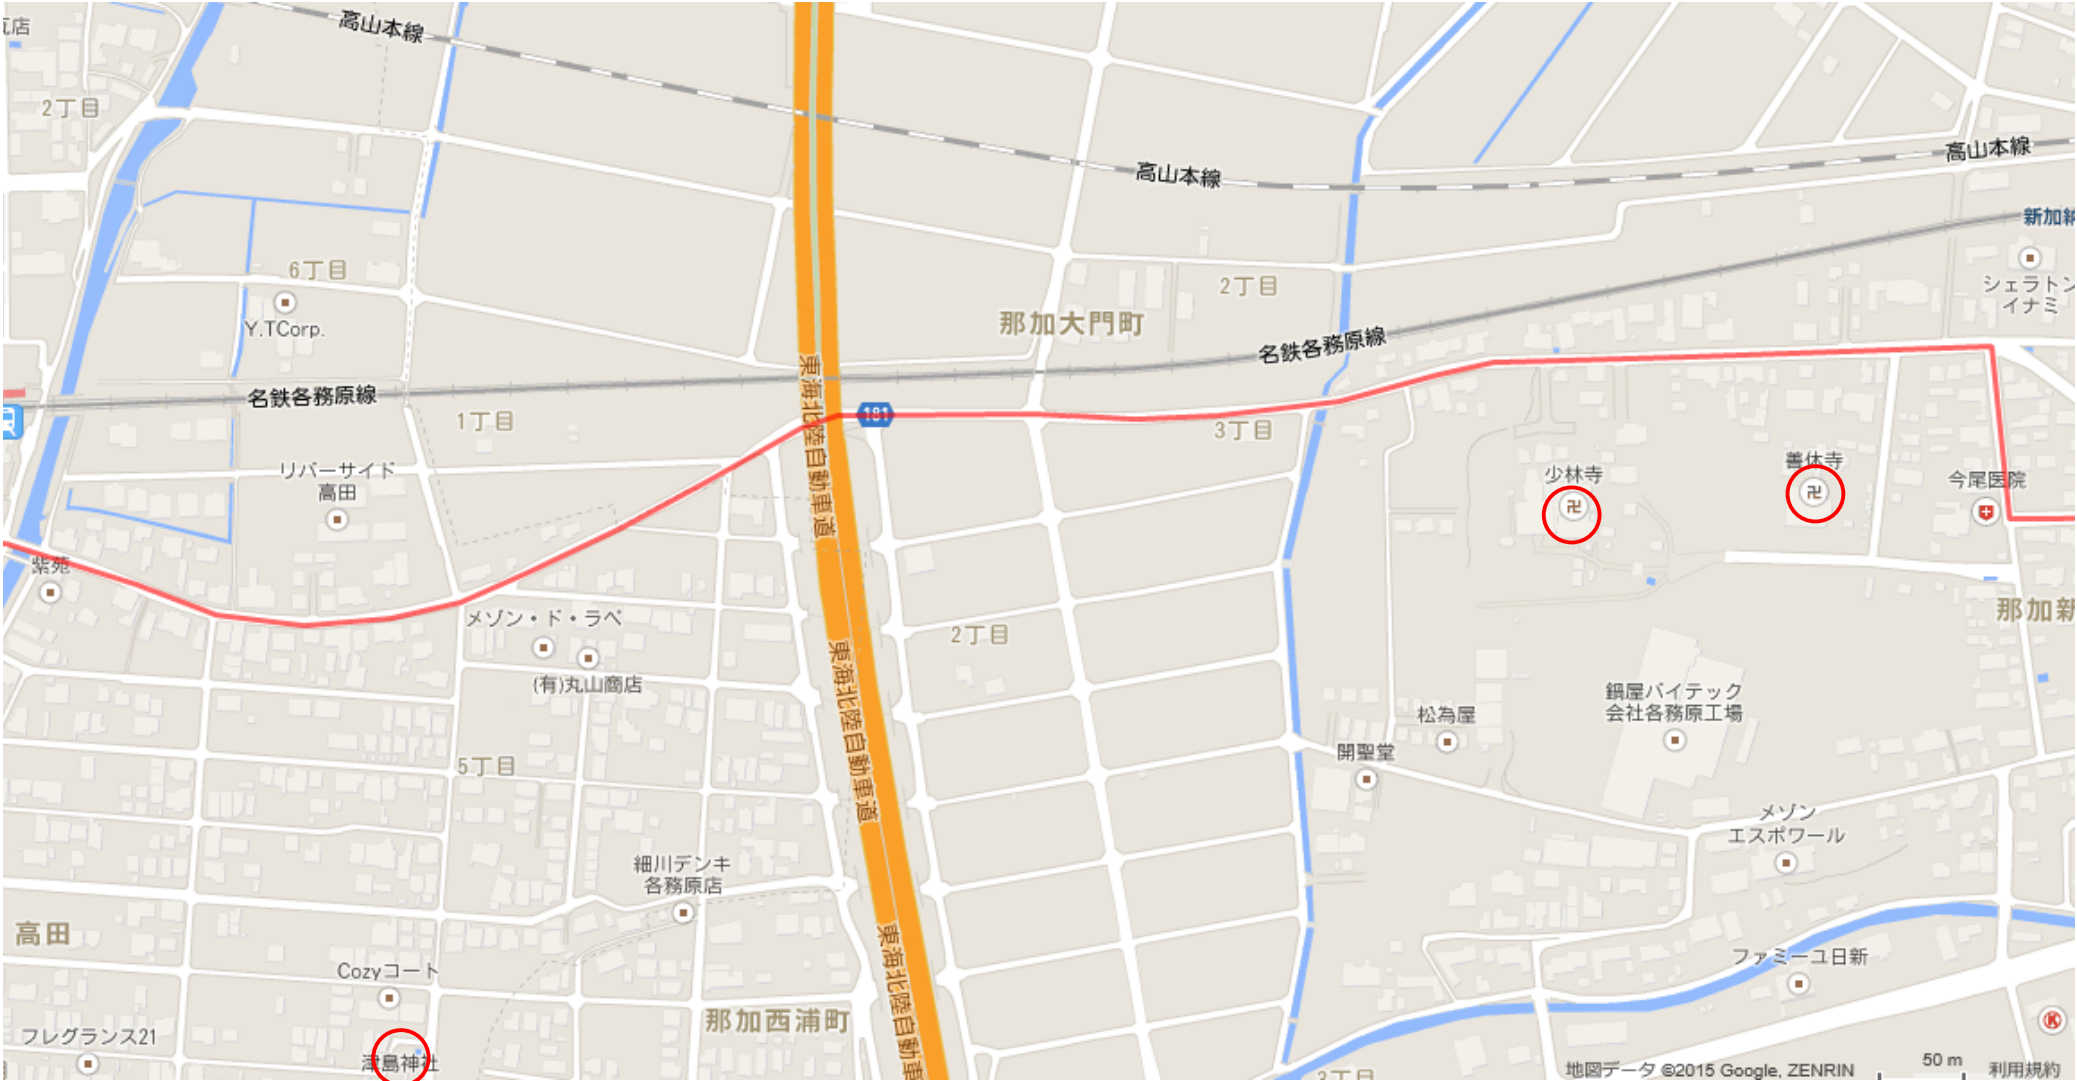 店
高山本線
2丁目
高山本線
高山本線
新加納
6丁目
2丁目
シェラトン
イナミ
Y.TCorp.
那加大門町
名鉄各務原線
名鉄各務原線
東海北陸自動車道
181
1丁目
3丁目
リバーサイド
高田
少林寺
善休寺
今尾医院
紫苑
メゾン・ド・ラペ
2丁目
那加新
(有)丸山商店
東海北陸自動車道
鍋屋バイテック
会社各務原工場
松為屋
開聖堂
5丁目
メゾン
エスポワール
細川デンキ
各務原店
高田
東海北陸自動車
Cozyコート
ファミーユ日新
那加西浦町
フレグランス21
津島神社
3丁目
地図データ ©2015 Google, ZENRIN
50 m
利用規約